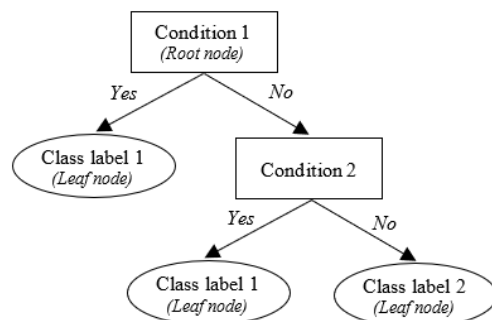 Condition 1
(Root node)
Yes
No
Class label 1
(Leaf node)
Condition 2
Yes
No
Class label 1
(Leaf node)
Class label 2
(Leaf node)